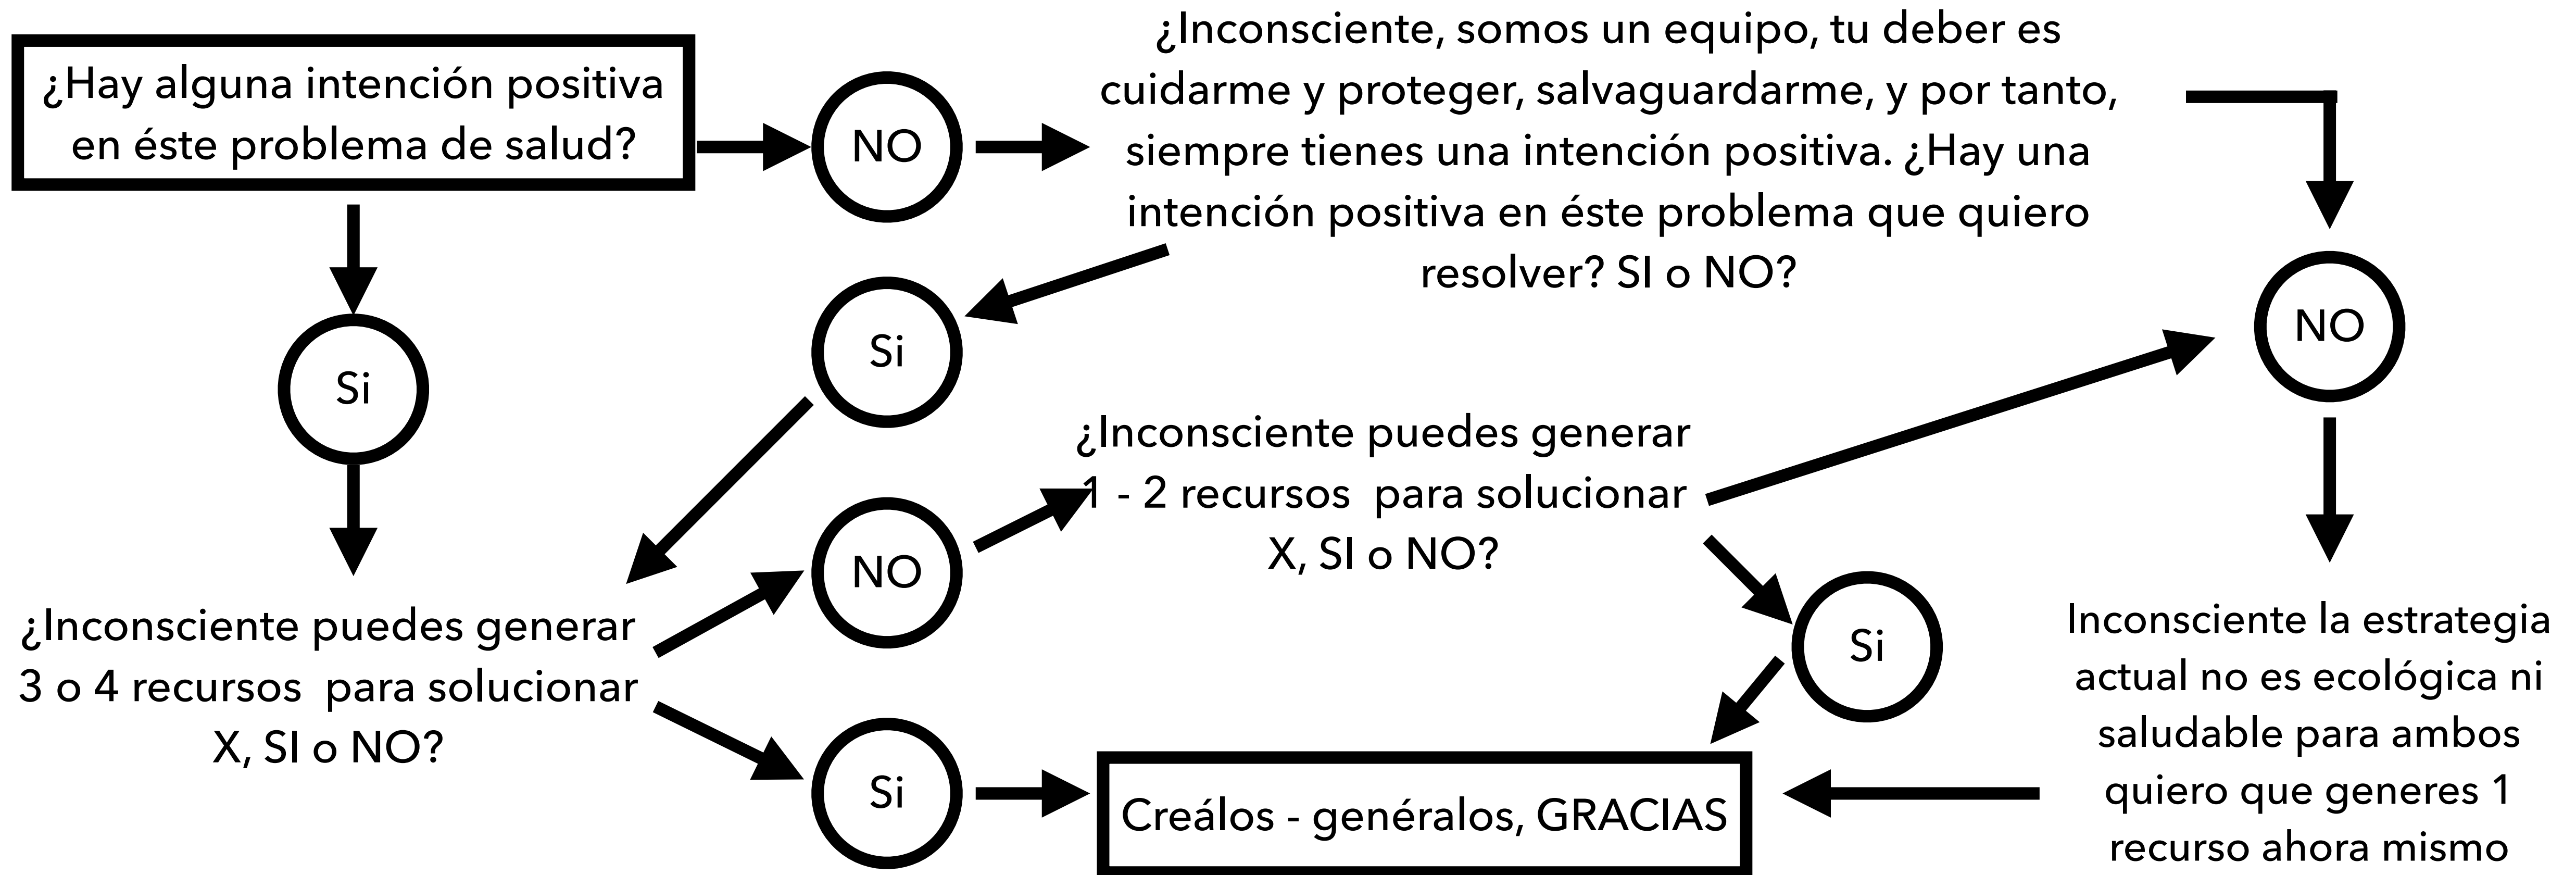 ¿Hay alguna intención positiva
en éste problema de salud?
NO
¿Inconsciente, somos un equipo, tu deber es
cuidarme y proteger, salvaguardarme, y por tanto,
siempre tienes una intención positiva. ¿Hay una
intención positiva en éste problema que quiero
resolver? SI o NO?
NO
Si
Si
¿Inconsciente puedes generar
1 - 2 recursos para solucionar
X, SI o NO?
NO
¿Inconsciente puedes generar
3 o 4 recursos para solucionar
X, SI o NO?
Si
Si
Creálos - genéralos, GRACIAS
Inconsciente la estrategia
actual no es ecológica ni
saludable para ambos
quiero que generes 1
recurso ahora mismo